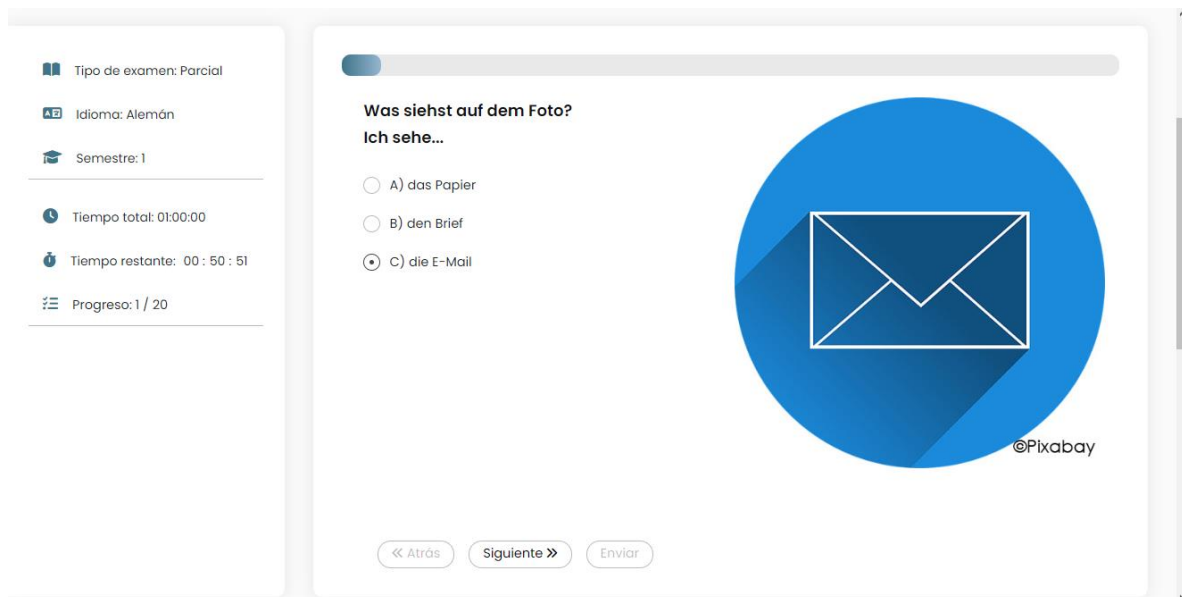 Tipo de examen: Parcial
Idioma: Alemán
Semestre: 1
Tiempo total: 01:00:00
Tiempo restante: 00 : 50 : 51
Progreso: 1 / 20
Was siehst auf dem Foto?
Ich sehe...
A) das Papier
B) den Brief
C) die E-Mail
©Pixabay
Atrás Siguiente Enviar